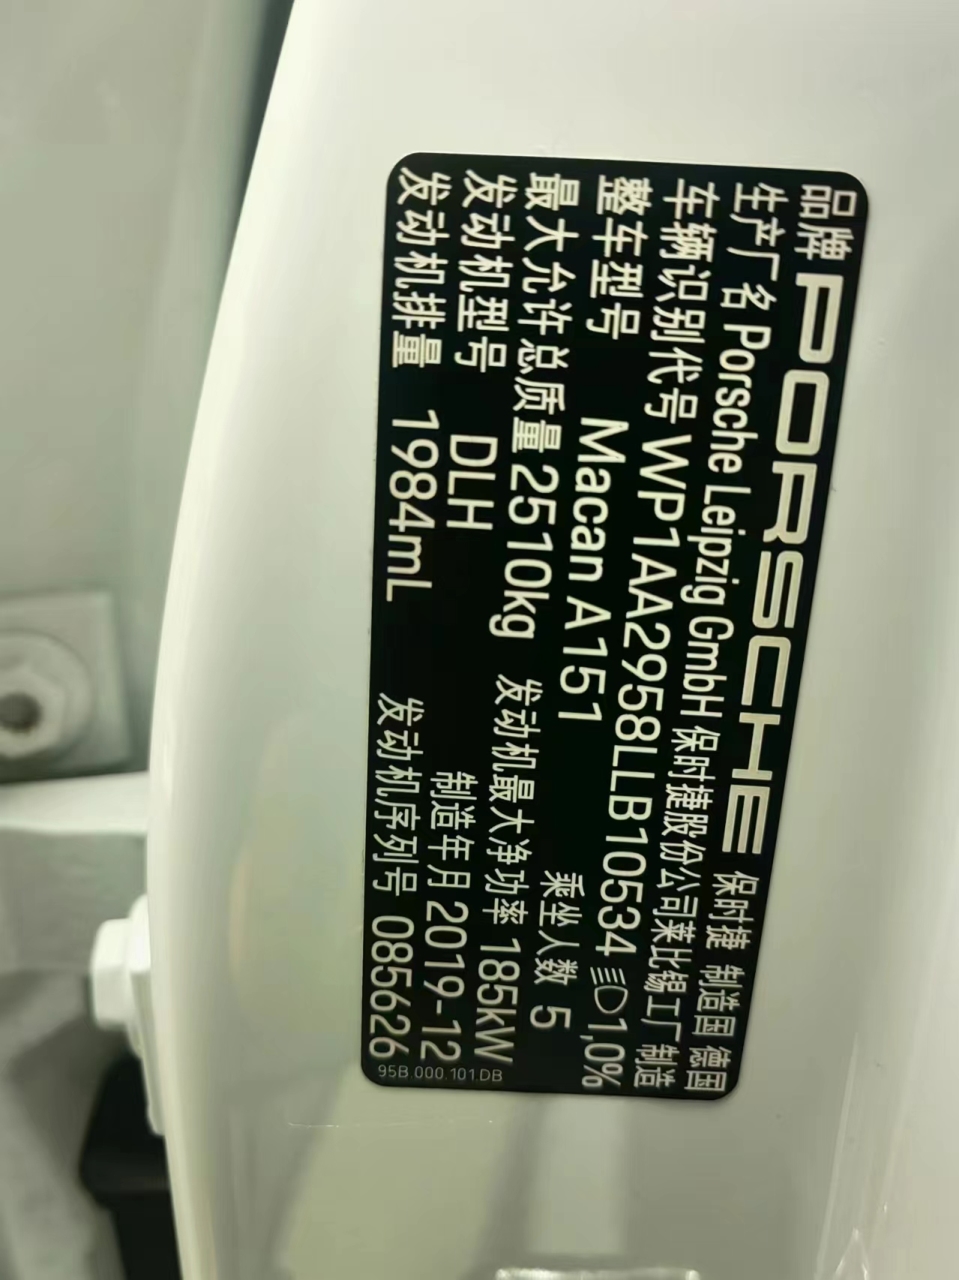 品牌 PORSCHE 保时捷 制造国 德国
生产厂名 Porsche Leipzig GmbH 保时捷股份公司莱比锡工厂 制造
车辆识别代号 WP1AA2958LLB10534 1,0%
整车型号 Macan A151 乘坐人数 5
最大允许总质量 2510kg 发动机最大净功率 185kW
发动机型号 DLH 制造年月 2019-12
发动机排量 1984mL 发动机序列号 085626
95B.000.101.DB